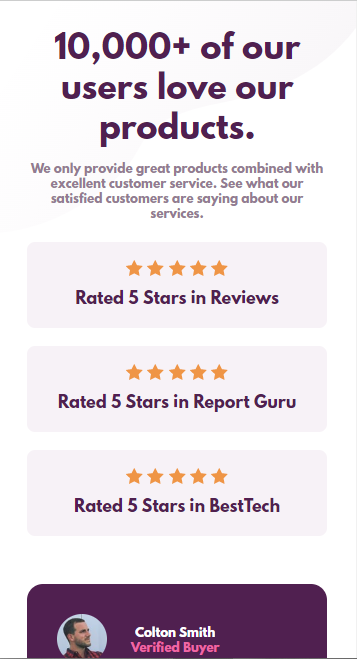 10,000+ of our
users love our
products.
We only provide great products combined with
excellent customer service. See what our
satisfied customers are saying about our
services.
Rated 5 Stars in Reviews
Rated 5 Stars in Report Guru
Rated 5 Stars in BestTech
Colton Smith
Verified Buyer